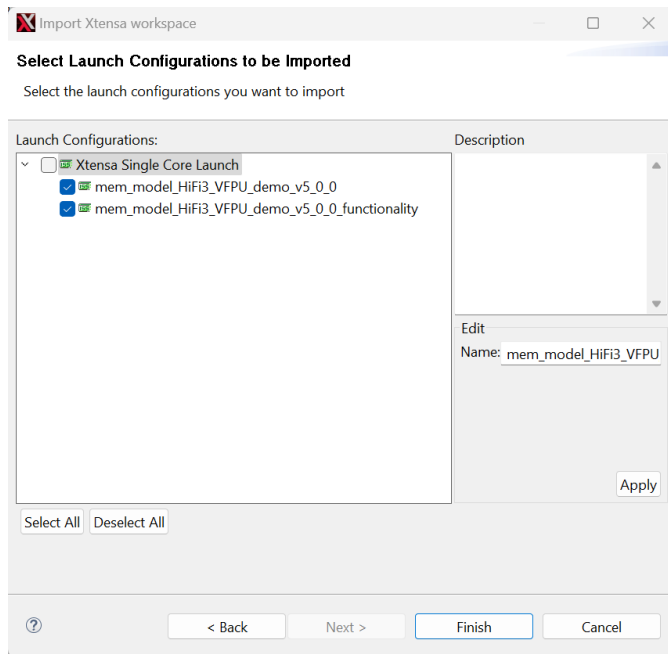 Import Xtensa workspace
Select Launch Configurations to be Imported
Select the launch configurations you want to import
Launch Configurations:
Description
Xtensa Single Core Launch
mem_model_HiFi3_VFPU_demo_v5_0_0
mem_model_HiFi3_VFPU_demo_v5_0_0_functionality
Edit
Name: mem_model_HiFi3_VFPU
Apply
Select All Deselect All
< Back Next > Finish Cancel